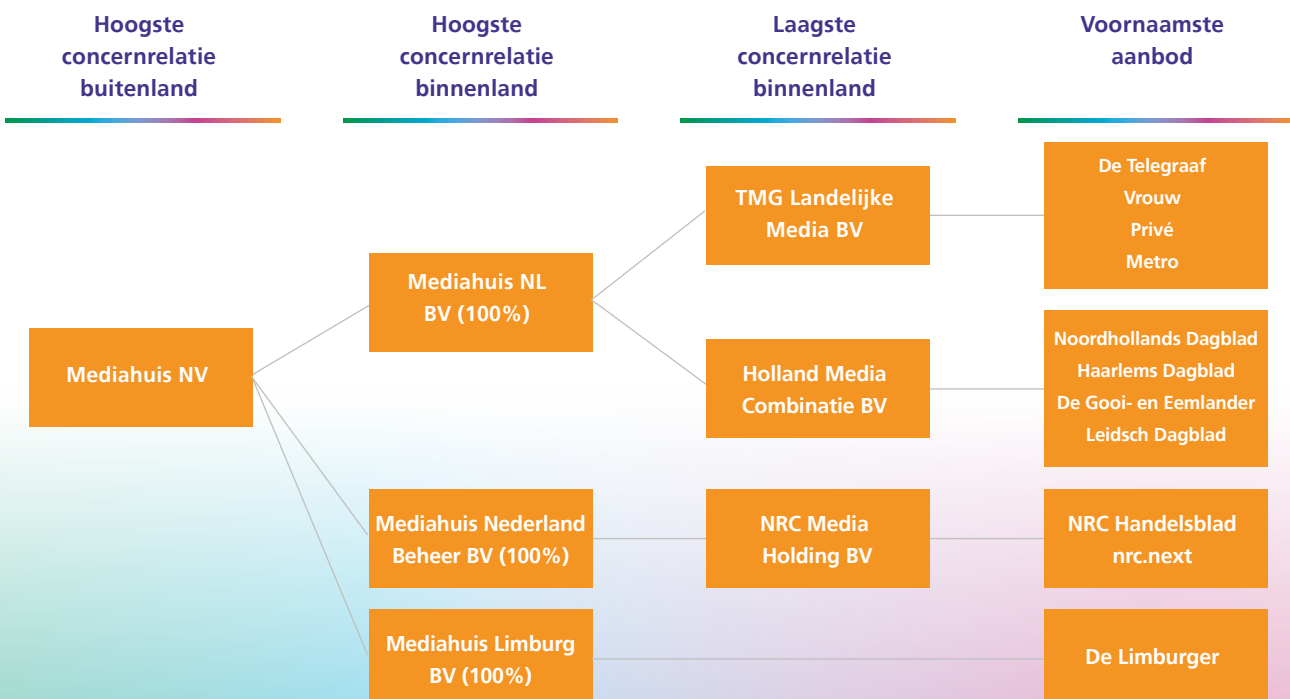 Hoogste
concernrelatie
buitenland
Hoogste
concernrelatie
binnenland
Laagste
concernrelatie
binnenland
Voornaamste
aanbod
Mediahuis NV
Mediahuis NL
BV (100%)
Mediahuis Nederland
Beheer BV (100%)
Mediahuis Limburg
BV (100%)
TMG Landelijke
Media BV
Holland Media
Combinatie BV
NRC Media
Holding BV
De Telegraaf
Vrouw
Privé
Metro
Noordhollands Dagblad
Haarlems Dagblad
De Gooi- en Eemlander
Leidsch Dagblad
NRC Handelsblad
nrc.next
De Limburger